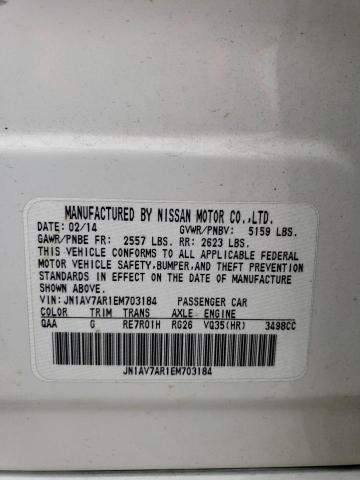 MANUFACTURED BY NISSAN MOTOR CO.,LTD.
DATE: 02/14 GVWR/PNBV: 5159 LBS.
GAWR/PNBE FR: 2557 LBS. RR: 2623 LBS.
THIS VEHICLE CONFORMS TO ALL APPLICABLE FEDERAL
MOTOR VEHICLE SAFETY,BUMPER,AND THEFT PREVENTION
STANDARDS IN EFFECT ON THE DATE OF MANUFACTURE
SHOWN ABOVE.
VIN: JN1AV7AR1EM703184 PASSENGER CAR
COLOR TRIM TRANS AXLE ENGINE
QAA G RE7R01H RG26 VQ35(HR) 3498CC
JN1AV7AR1EM703184